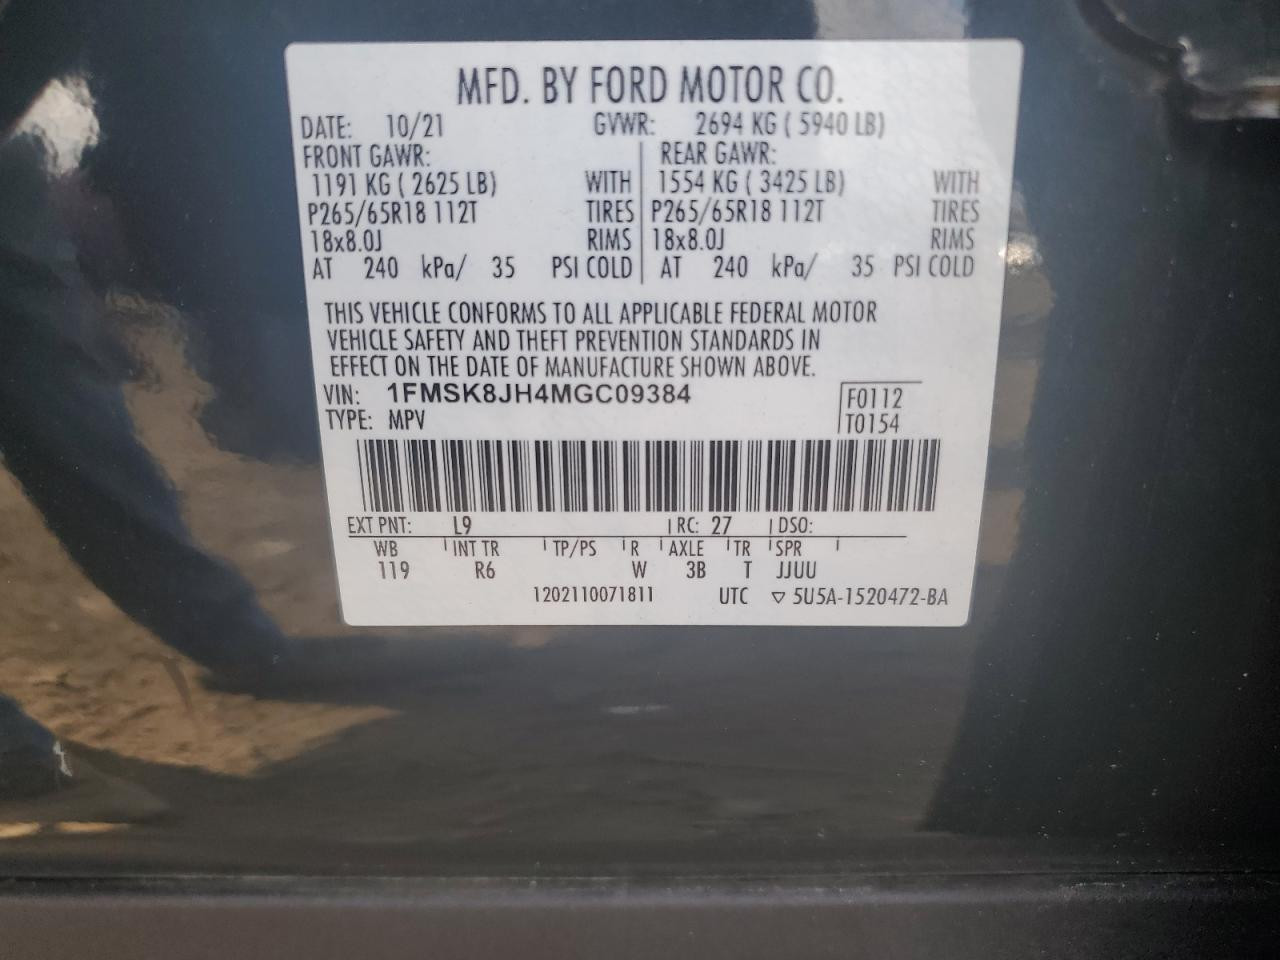 MFD. BY FORD MOTOR CO.
DATE: 10/21 GVWR: 2694 KG ( 5940 LB)
FRONT GAWR: REAR GAWR:
1191 KG ( 2625 LB) WITH 1554 KG ( 3425 LB) WITH
P265/65R18 112T TIRES P265/65R18 112T TIRES
18x8.0J RIMS 18x8.0J RIMS
AT 240 kPa/ 35 PSI COLD AT 240 kPa/ 35 PSI COLD
THIS VEHICLE CONFORMS TO ALL APPLICABLE FEDERAL MOTOR
VEHICLE SAFETY AND THEFT PREVENTION STANDARDS IN
EFFECT ON THE DATE OF MANUFACTURE SHOWN ABOVE.
VIN: 1FMSK8JH4MGC09384 F0112
TYPE: MPV T0154
EXT PNT: L9 RC: 27 DSO:
WB INT TR TP/PS R AXLE TR SPR
119 R6 W 3B T JJUU
1202110071811 UTC ▽ 5U5A-1520472-BA